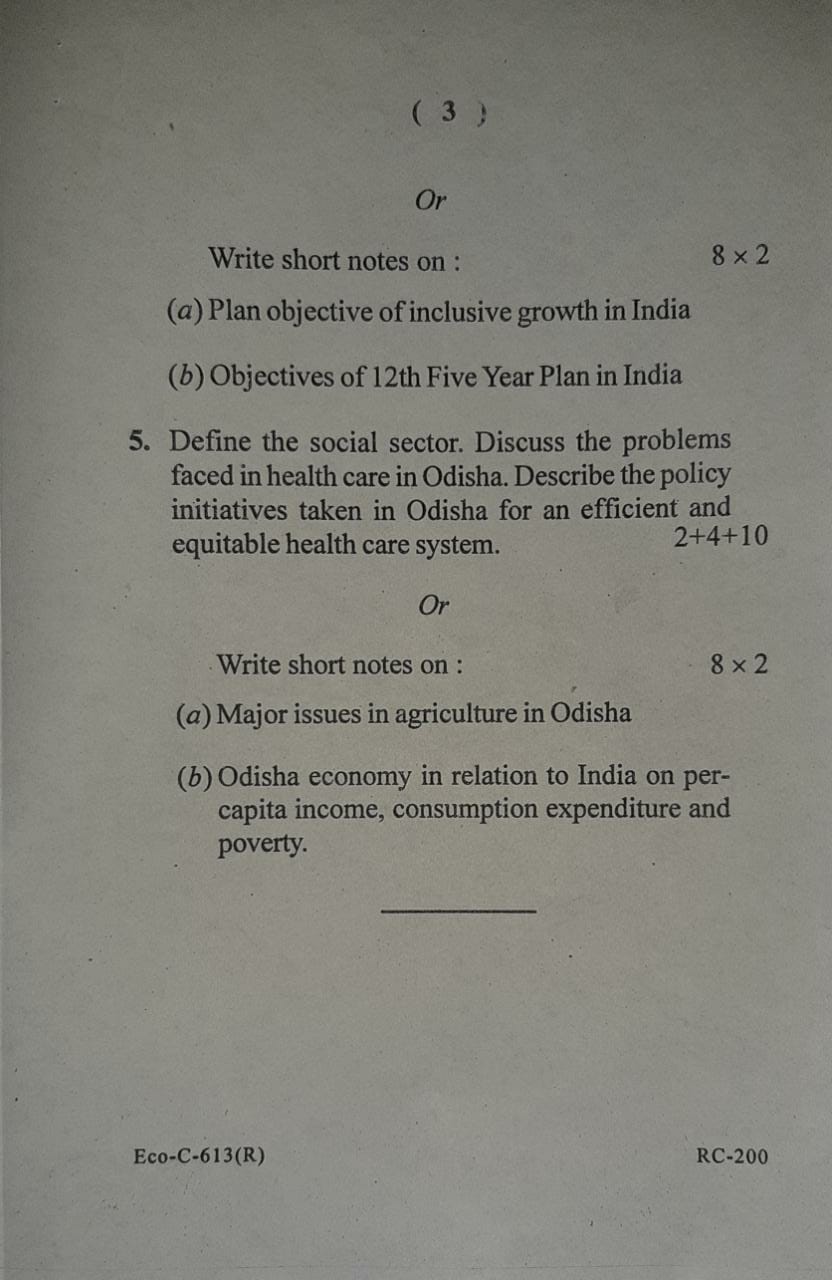 ( 3 )
Or
Write short notes on : 8 × 2
(a) Plan objective of inclusive growth in India
(b) Objectives of 12th Five Year Plan in India
5. Define the social sector. Discuss the problems
faced in health care in Odisha. Describe the policy
initiatives taken in Odisha for an efficient and
equitable health care system. 2+4+10
Or
Write short notes on : 8 × 2
(a) Major issues in agriculture in Odisha
(b) Odisha economy in relation to India on per-
capita income, consumption expenditure and
poverty.
Eco-C-613(R) RC-200